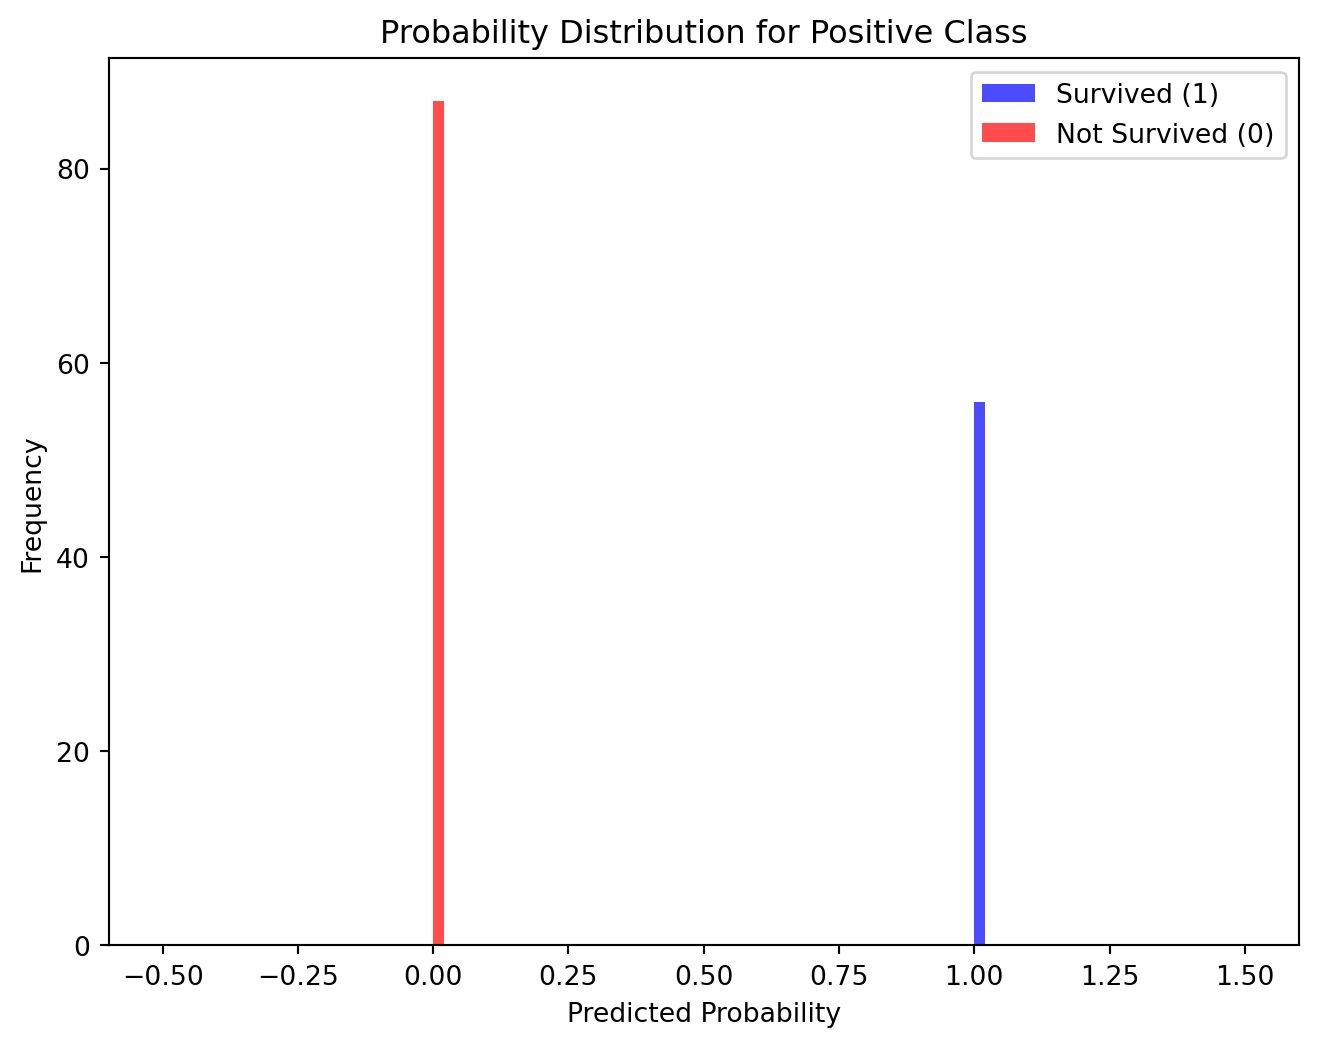 Probability Distribution for Positive Class
Survived (1)
Not Survived (0)
Frequency
80
60
40
20
0
−0.50 −0.25 0.00 0.25 0.50 0.75 1.00 1.25 1.50
Predicted Probability